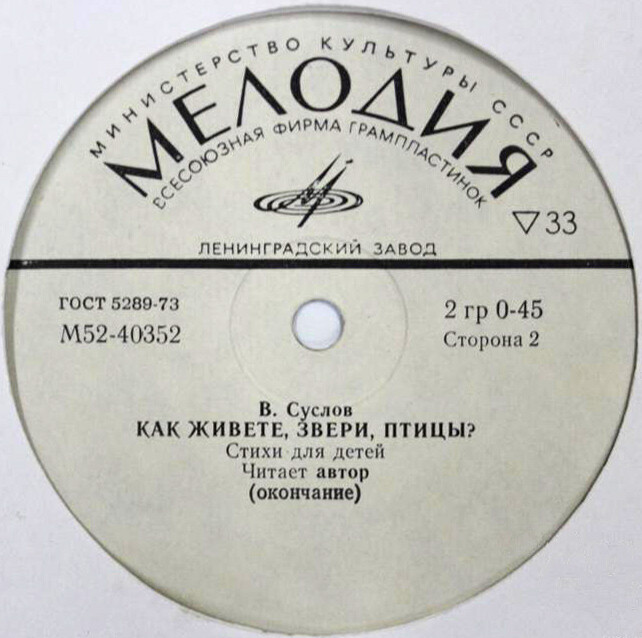 МИНИСТЕРСТВО КУЛЬТУРЫ СССР
МЕЛОДИЯ
ВСЕСОЮЗНАЯ ФИРМА ГРАМПЛАСТИНОК
▽33
ЛЕНИНГРАДСКИЙ ЗАВОД
ГОСТ 5289-73
М52-40352
2 гр 0-45
Сторона 2
В. Суслов
КАК ЖИВЕТЕ, ЗВЕРИ, ПТИЦЫ?
Стихи для детей
Читает автор
(окончание)